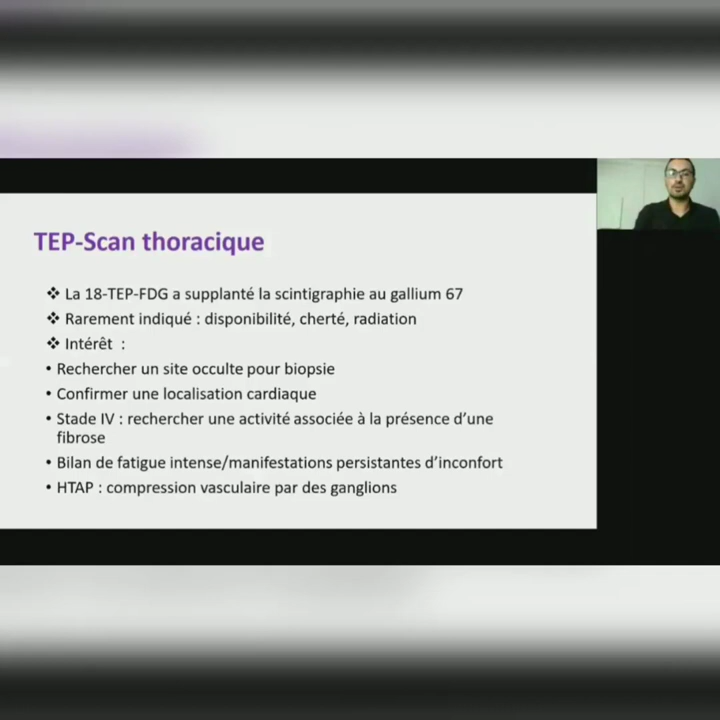 TEP-Scan thoracique
❖ La 18-TEP-FDG a supplanté la scintigraphie au gallium 67
❖ Rarement indiqué : disponibilité, cherté, radiation
❖ Intérêt :
• Rechercher un site occulte pour biopsie
• Confirmer une localisation cardiaque
• Stade IV : rechercher une activité associée à la présence d'une
fibrose
• Bilan de fatigue intense/manifestations persistantes d'inconfort
• HTAP : compression vasculaire par des ganglions